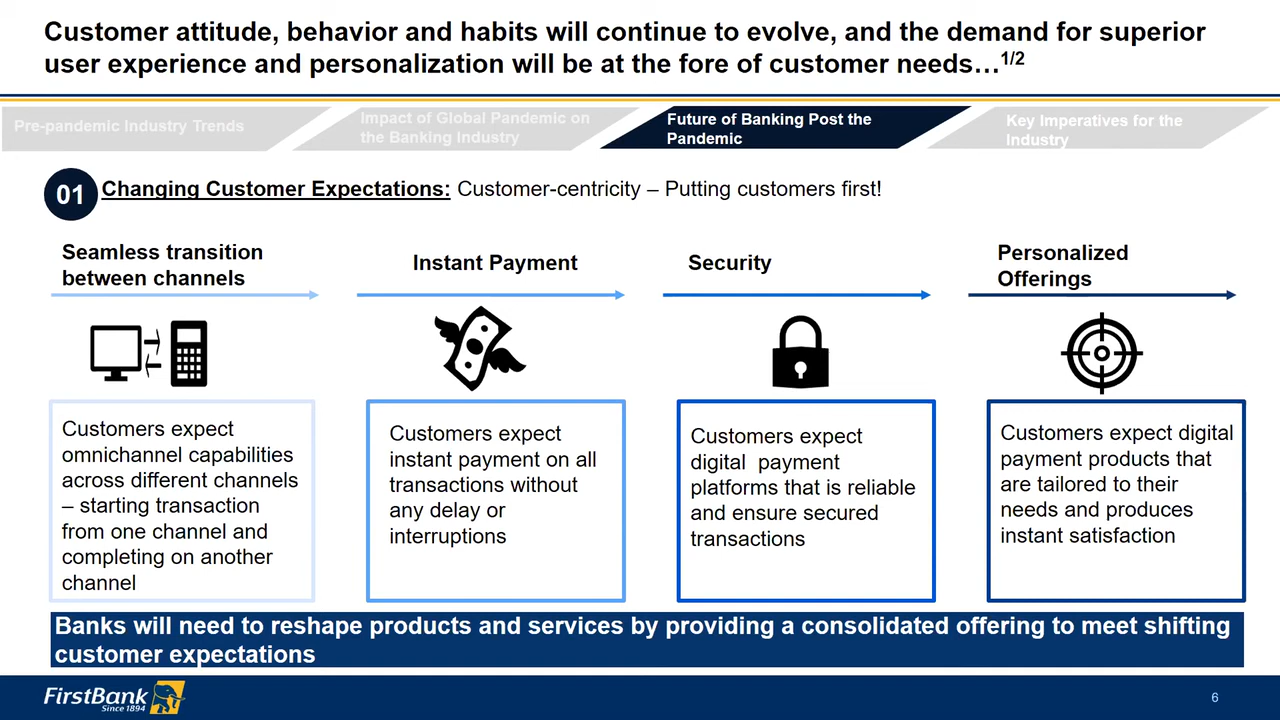 Customer attitude, behavior and habits will continue to evolve, and the demand for superior
user experience and personalization will be at the fore of customer needs…1/2
Pre-pandemic Industry Trends
Impact of Global Pandemic on
the Banking Industry
Future of Banking Post the
Pandemic
Key Imperatives for the
Industry
01
Changing Customer Expectations: Customer-centricity – Putting customers first!
Seamless transition
between channels
Customers expect
omnichannel capabilities
across different channels
– starting transaction
from one channel and
completing on another
channel
Instant Payment
Customers expect
instant payment on all
transactions without
any delay or
interruptions
Security
Customers expect
digital payment
platforms that is reliable
and ensure secured
transactions
Personalized
Offerings
Customers expect digital
payment products that
are tailored to their
needs and produces
instant satisfaction
Banks will need to reshape products and services by providing a consolidated offering to meet shifting
customer expectations
FirstBank
Since 1894
6